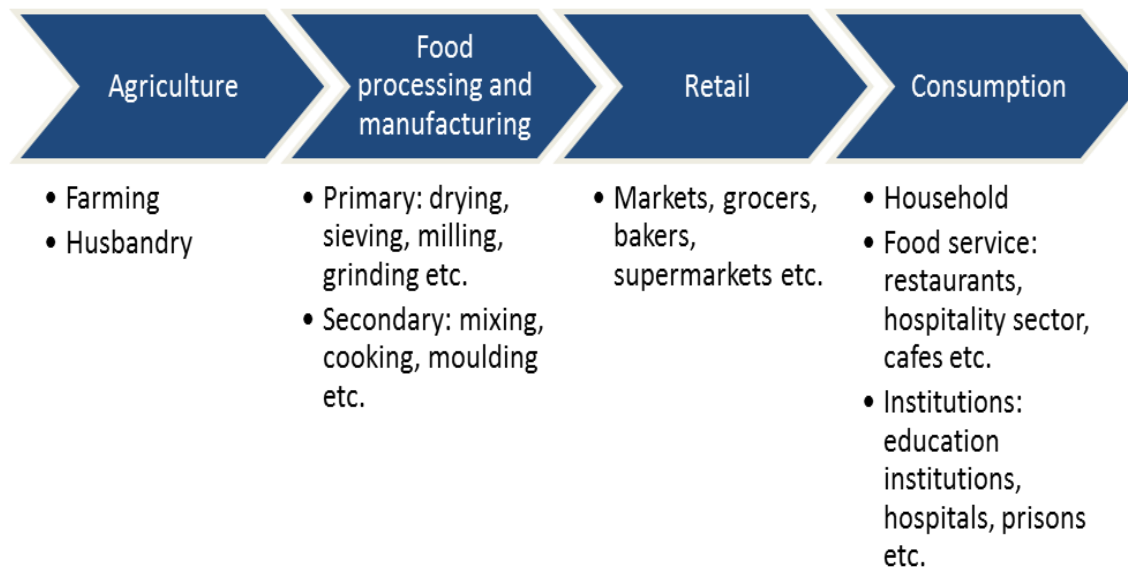 Agriculture
Food
processing and
manufacturing
Retail
Consumption
• Farming
• Husbandry
• Primary: drying,
sieving, milling,
grinding etc.
• Secondary: mixing,
cooking, moulding
etc.
• Markets, grocers,
bakers,
supermarkets etc.
• Household
• Food service:
restaurants,
hospitality sector,
cafes etc.
• Institutions:
education
institutions,
hospitals, prisons
etc.